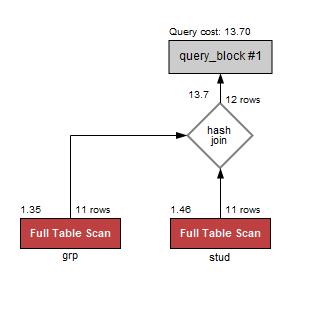 Query cost: 13.70
query_block #1
13.7 12 rows
hash
join
1.35 11 rows 1.46 11 rows
Full Table Scan Full Table Scan
grp stud